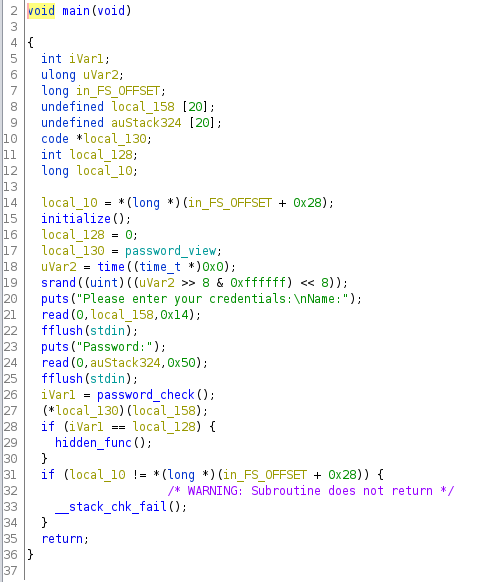 2 void main(void)
3
4 {
5 int iVar1;
6 ulong uVar2;
7 long in_FS_OFFSET;
8 undefined local_158 [20];
9 undefined auStack324 [20];
10 code *local_130;
11 int local_128;
12 long local_10;
13
14 local_10 = *(long *)(in_FS_OFFSET + 0x28);
15 initialize();
16 local_128 = 0;
17 local_130 = password_view;
18 uVar2 = time((time_t *)0x0);
19 srand((uint)((uVar2 >> 8 & 0xffffff) << 8));
20 puts("Please enter your credentials:\nName:");
21 read(0,local_158,0x14);
22 fflush(stdin);
23 puts("Password:");
24 read(0,auStack324,0x50);
25 fflush(stdin);
26 iVar1 = password_check();
27 (*local_130)(local_158);
28 if (iVar1 == local_128) {
29 hidden_func();
30 }
31 if (local_10 != *(long *)(in_FS_OFFSET + 0x28)) {
32 /* WARNING: Subroutine does not return */
33 __stack_chk_fail();
34 }
35 return;
36 }
37